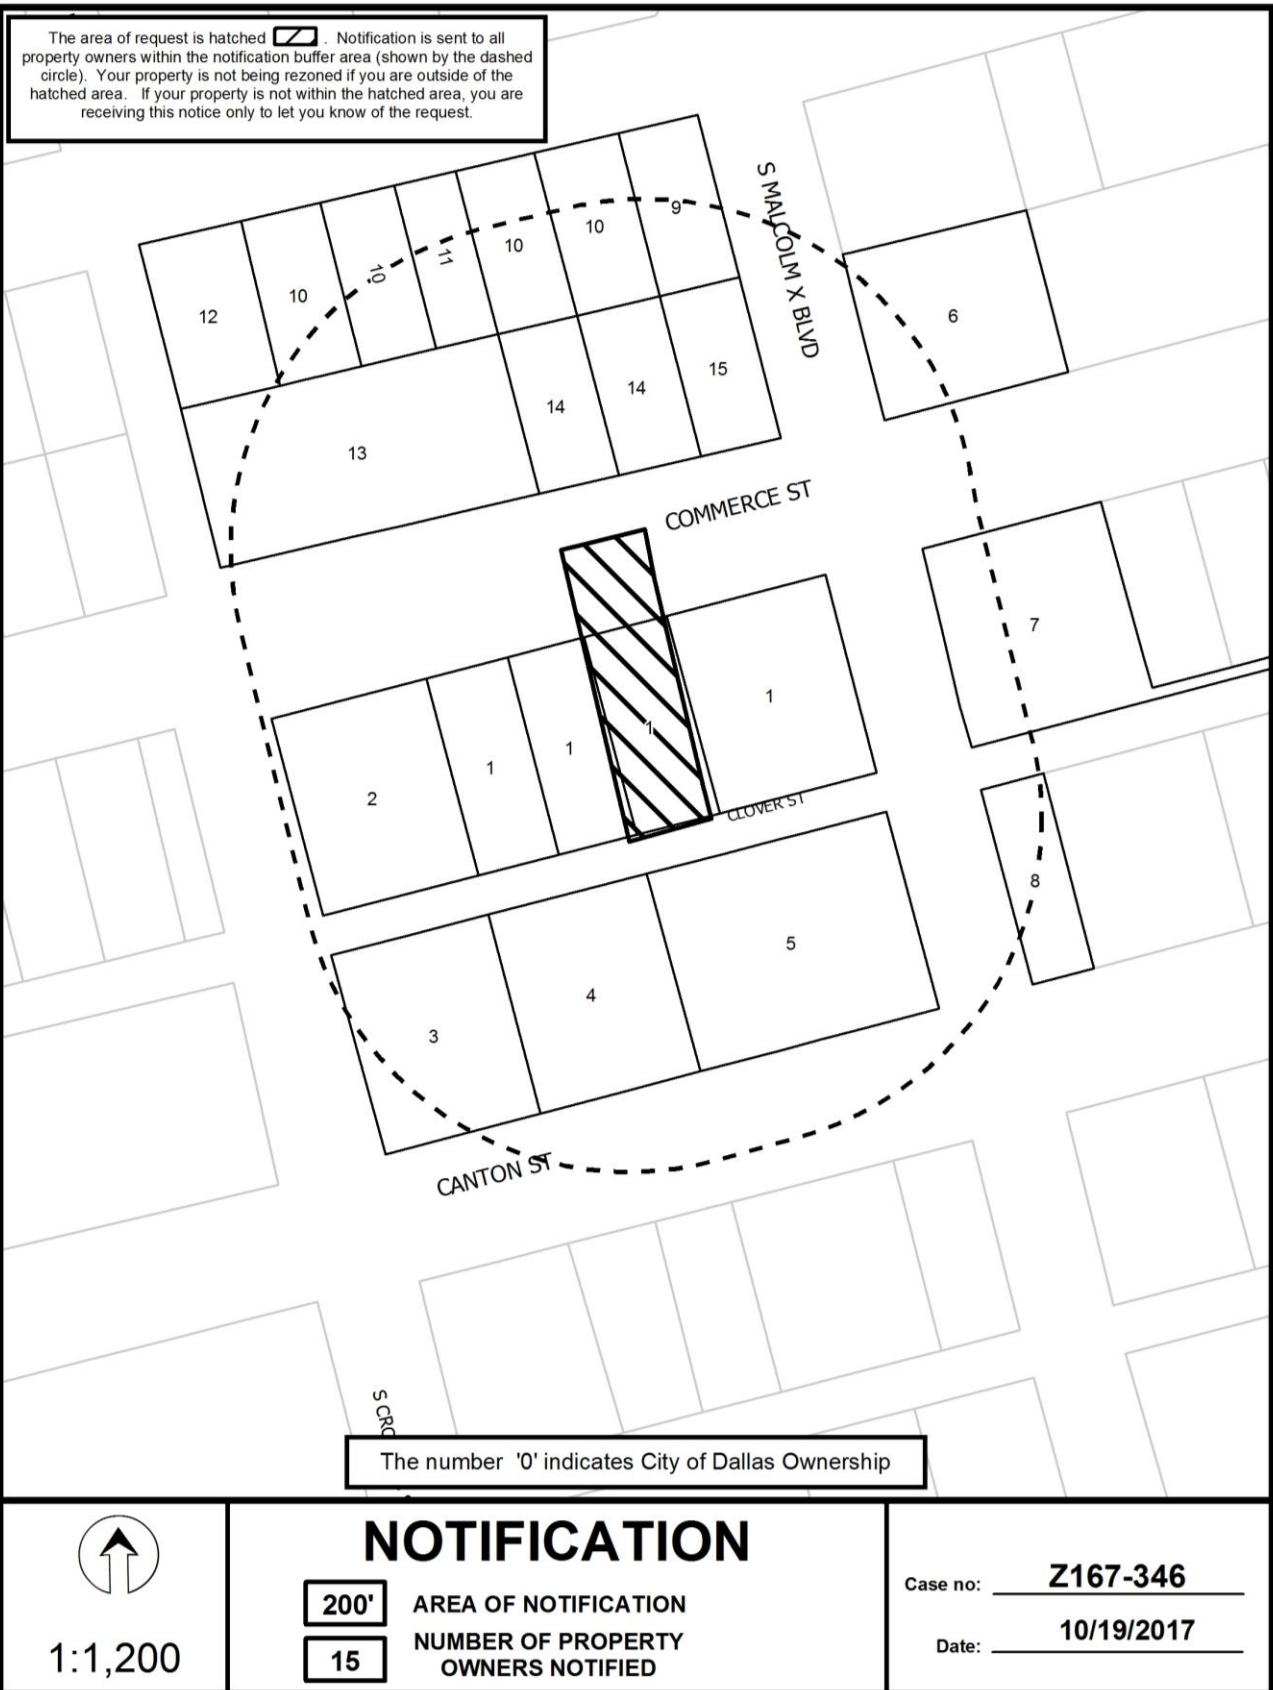 The area of request is hatched . Notification is sent to all
property owners within the notification buffer area (shown by the dashed
circle). Your property is not being rezoned if you are outside of the
hatched area. If your property is not within the hatched area, you are
receiving this notice only to let you know of the request.
S MALCOLM X BLVD
9
10
10
11
10
10
12
6
15
14
14
13
COMMERCE ST
7
1
1
1
1
2
CLOVER ST
8
5
4
3
CANTON ST
S CRO
The number '0' indicates City of Dallas Ownership
1:1,200
NOTIFICATION
200' AREA OF NOTIFICATION
15 NUMBER OF PROPERTY
OWNERS NOTIFIED
Case no: Z167-346
Date: 10/19/2017